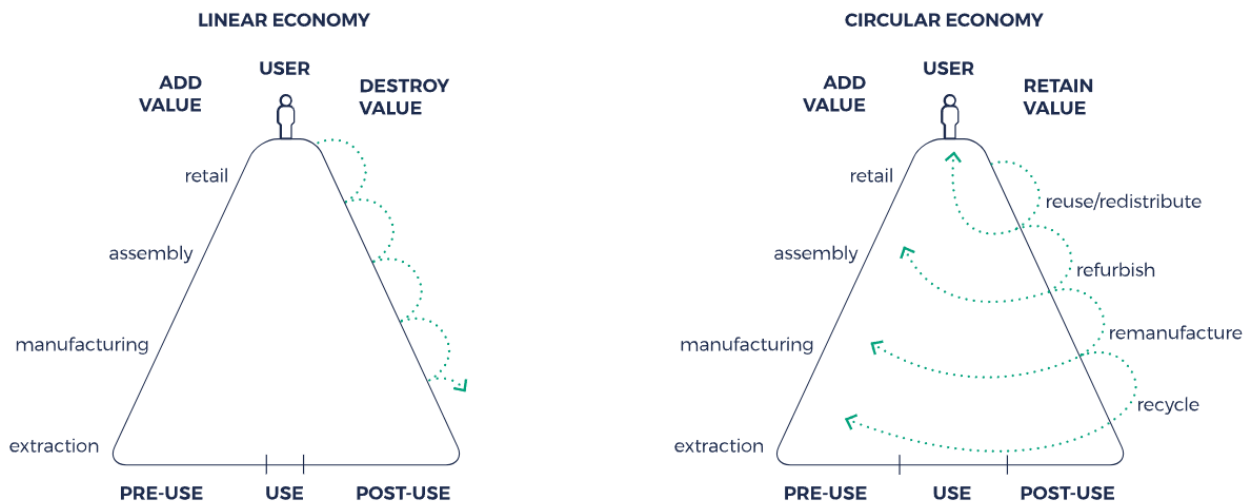 LINEAR ECONOMY
USER
ADD
VALUE
DESTROY
VALUE
retail
assembly
manufacturing
extraction
PRE-USE
USE
POST-USE
CIRCULAR ECONOMY
USER
ADD
VALUE
RETAIN
VALUE
retail
reuse/redistribute
assembly
refurbish
manufacturing
remanufacture
recycle
extraction
PRE-USE
USE
POST-USE